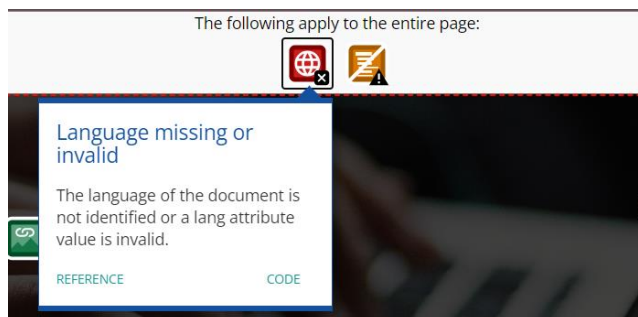 The following apply to the entire page:
Language missing or
invalid
The language of the document is
not identified or a lang attribute
value is invalid.
REFERENCE CODE